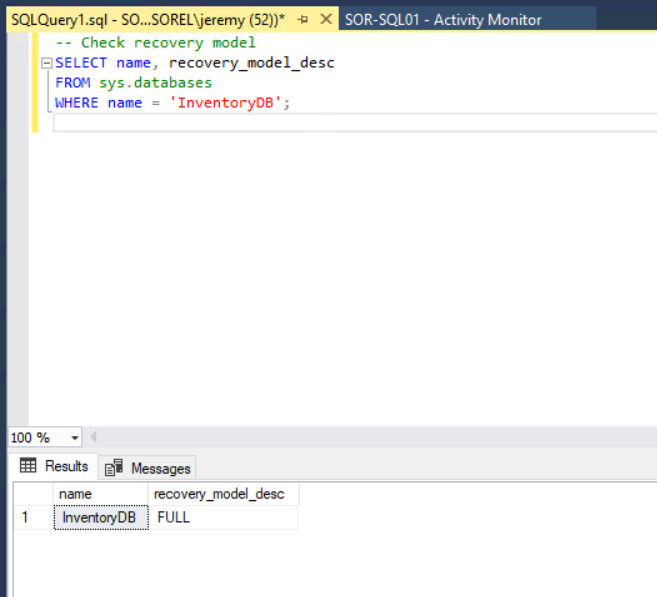 SQLQuery1.sql - SO...SOREL\jeremy (52))*
SOR-SQL01 - Activity Monitor
-- Check recovery model
SELECT name, recovery_model_desc
FROM sys.databases
WHERE name = 'InventoryDB';
100 %
Results
Messages
name recovery_model_desc
1 InventoryDB FULL